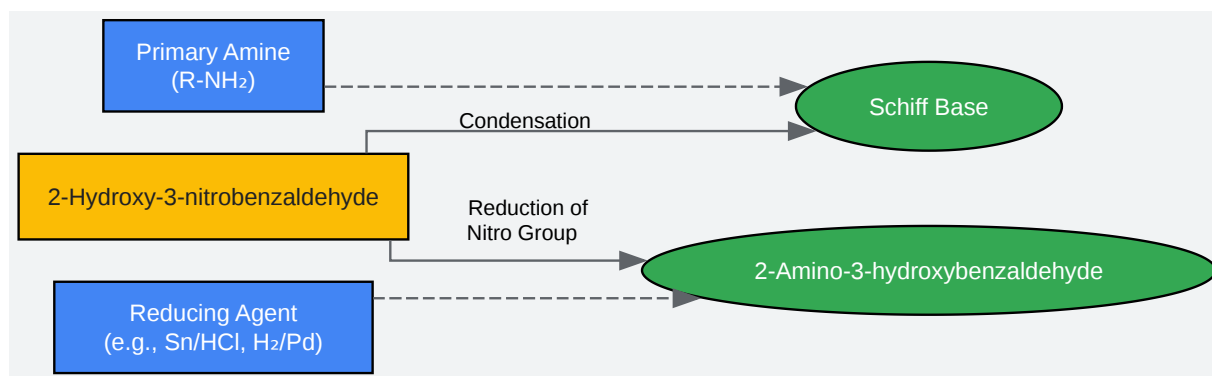 Primary Amine
(R-NH₂)
Schiff Base
Condensation
2-Hydroxy-3-nitrobenzaldehyde
Reduction of
Nitro Group
2-Amino-3-hydroxybenzaldehyde
Reducing Agent
(e.g., Sn/HCl, H₂/Pd)